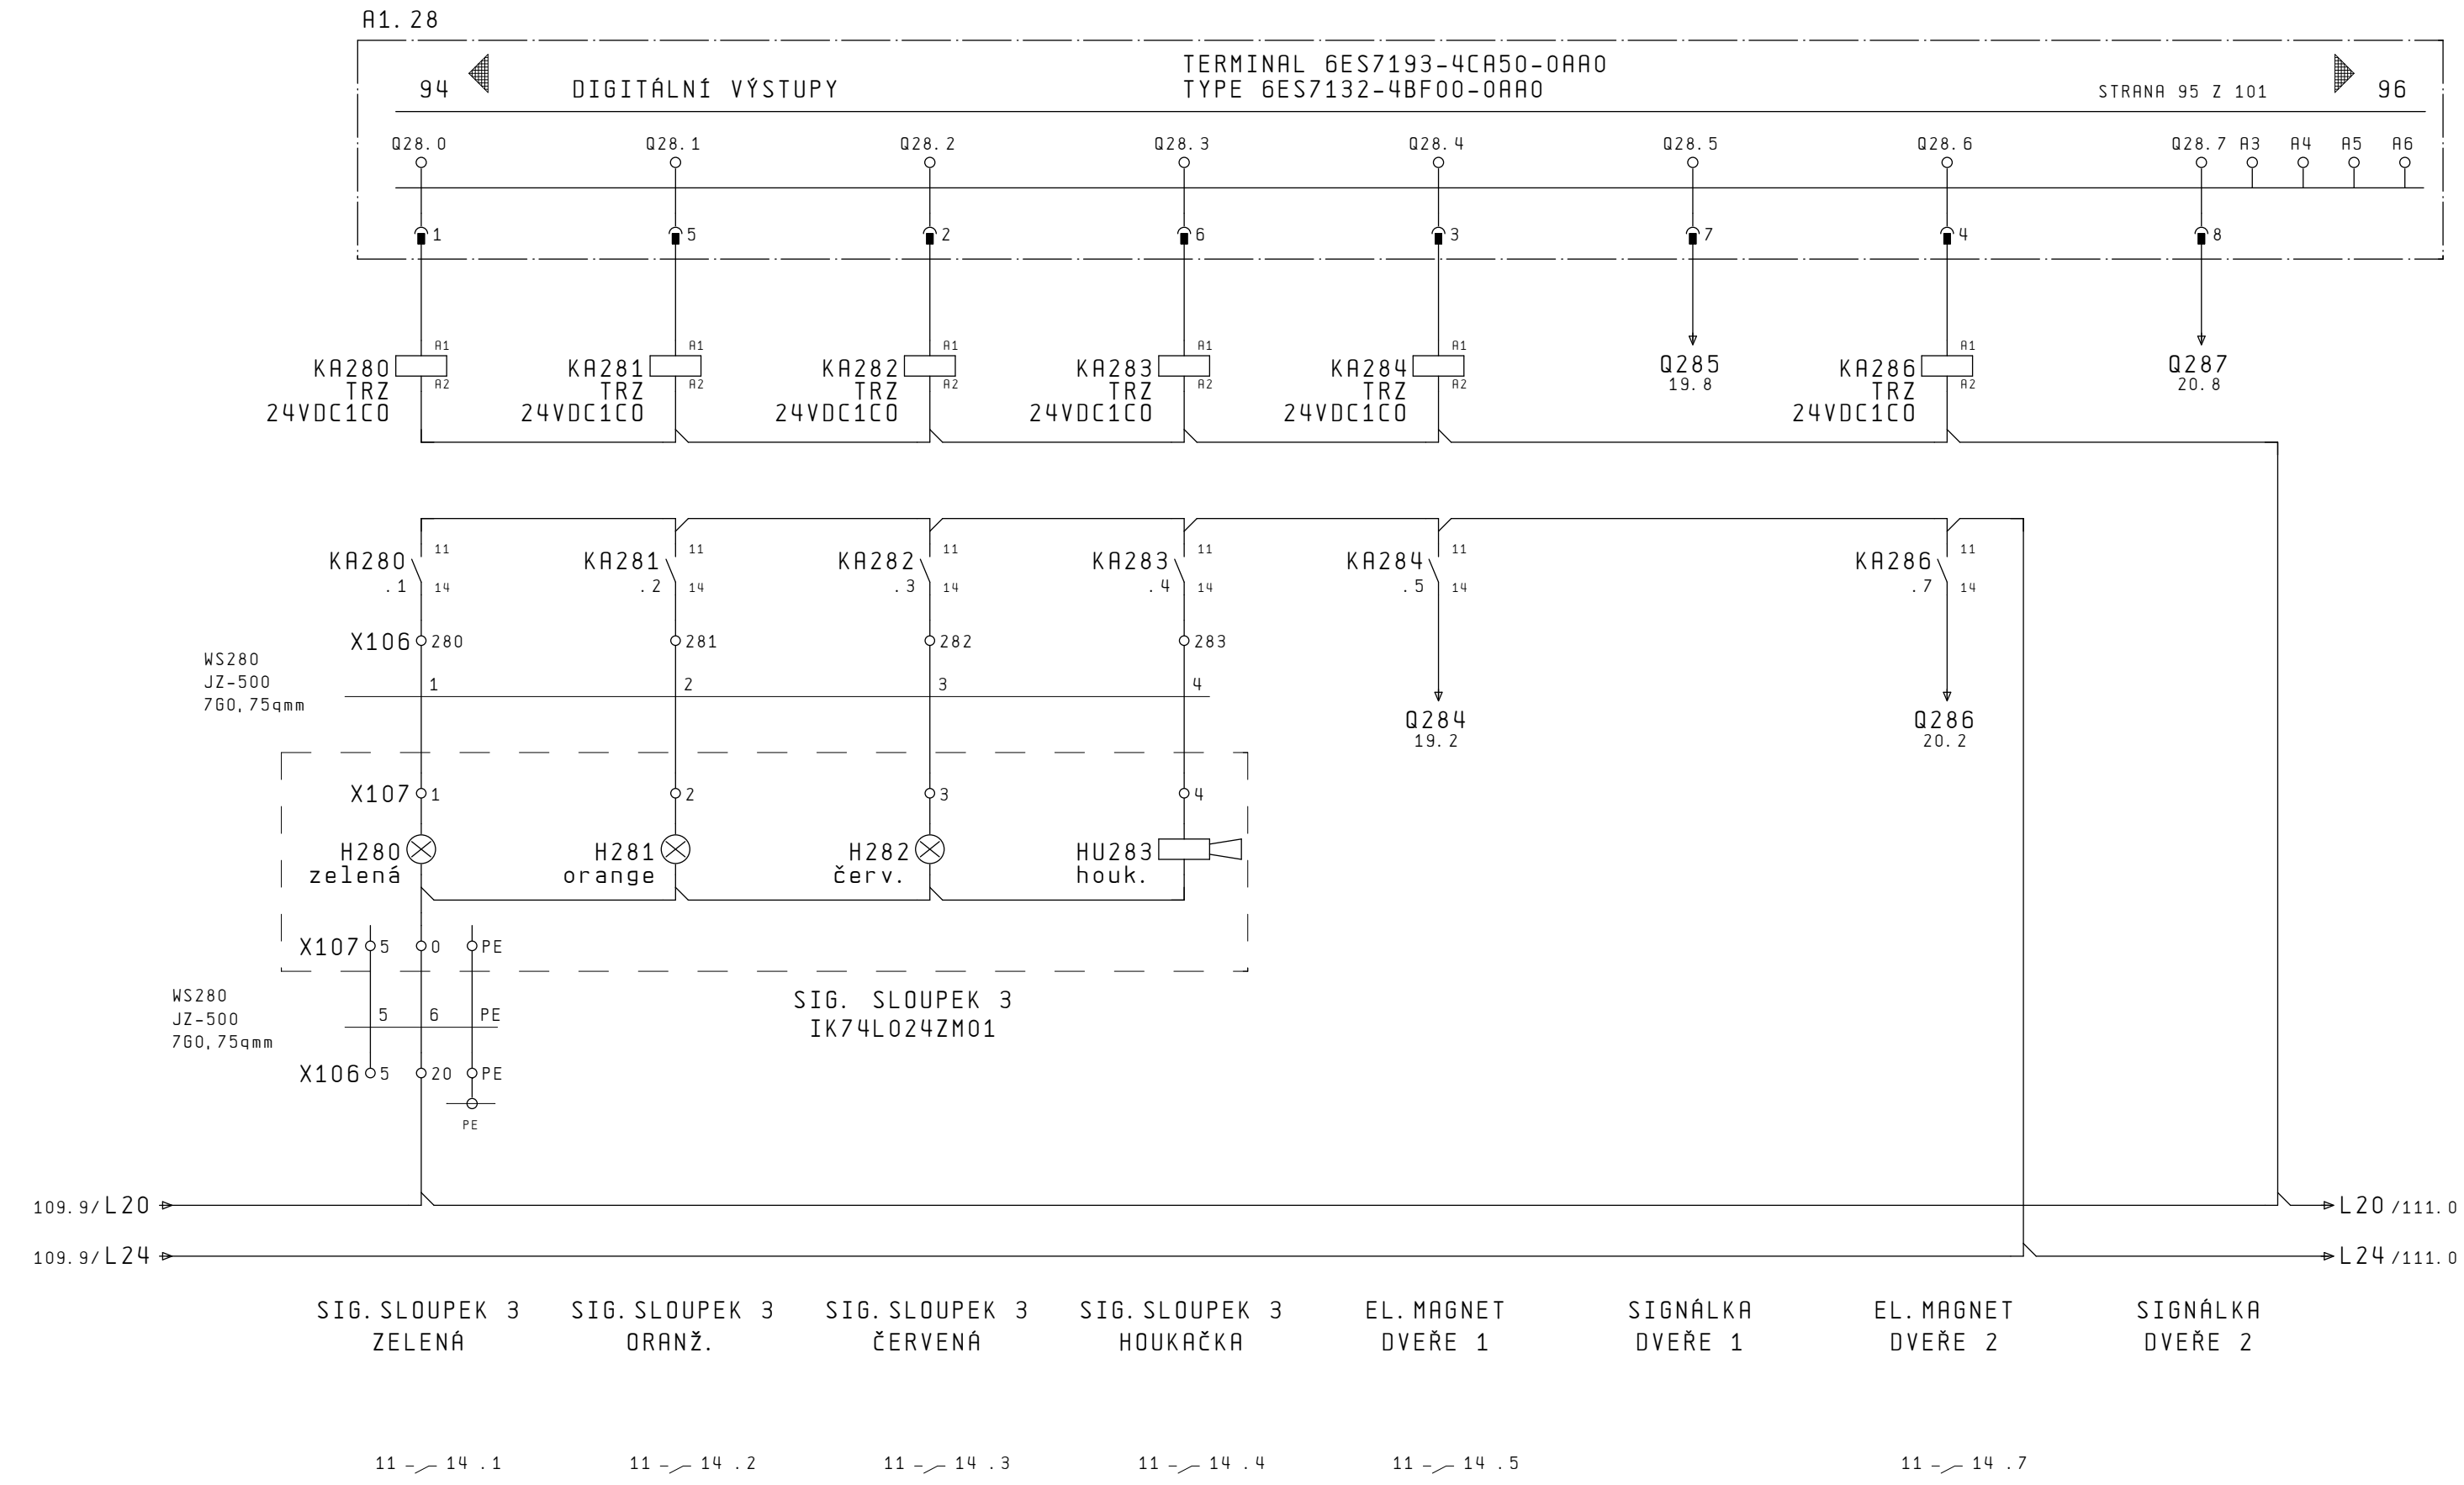 A1.28
TERMINAL 6ES7193-4CA50-0AA0
94 DIGITÁLNÍ VÝSTUPY TYPE 6ES7132-4BF00-0AA0 STRANA 95 Z 101 96
Q28.0 Q28.1 Q28.2 Q28.3 Q28.4 Q28.5 Q28.6 Q28.7 A3 A4 A5 A6
1 5 2 6 3 7 4 8
A1 A1 A1 A1 A1 A1
KA280 KA281 KA282 KA283 KA284 Q285 KA286 Q287
A2 A2 A2 A2 A2 19.8 A2 20.8
TRZ TRZ TRZ TRZ TRZ TRZ
24VDC1CO 24VDC1CO 24VDC1CO 24VDC1CO 24VDC1CO 24VDC1CO
11 11 11 11 11 11
KA280 KA281 KA282 KA283 KA284 KA286
.1 14 .2 14 .3 14 .4 14 .5 14 .7 14
X106 280 281 282 283
WS280
JZ-500 1 2 3 4
7G0,75qmm
Q284 Q286
19.2 20.2
X107 1 2 3 4
H280 H281 H282 HU283
zelená orange červ. houk.
X107 5 0 PE
WS280
JZ-500 5 6 PE
7G0,75qmm
SIG. SLOUPEK 3
IK74L024ZM01
X106 5 20 PE
PE
109.9/L20 L20/111.0
109.9/L24 L24/111.0
SIG.SLOUPEK 3 SIG.SLOUPEK 3 SIG.SLOUPEK 3 SIG.SLOUPEK 3 EL.MAGNET SIGNÁLKA EL.MAGNET SIGNÁLKA
ZELENÁ ORANŽ. ČERVENÁ HOUKAČKA DVEŘE 1 DVEŘE 1 DVEŘE 2 DVEŘE 2
11 14 .1 11 14 .2 11 14 .3 11 14 .4 11 14 .5 11 14 .7